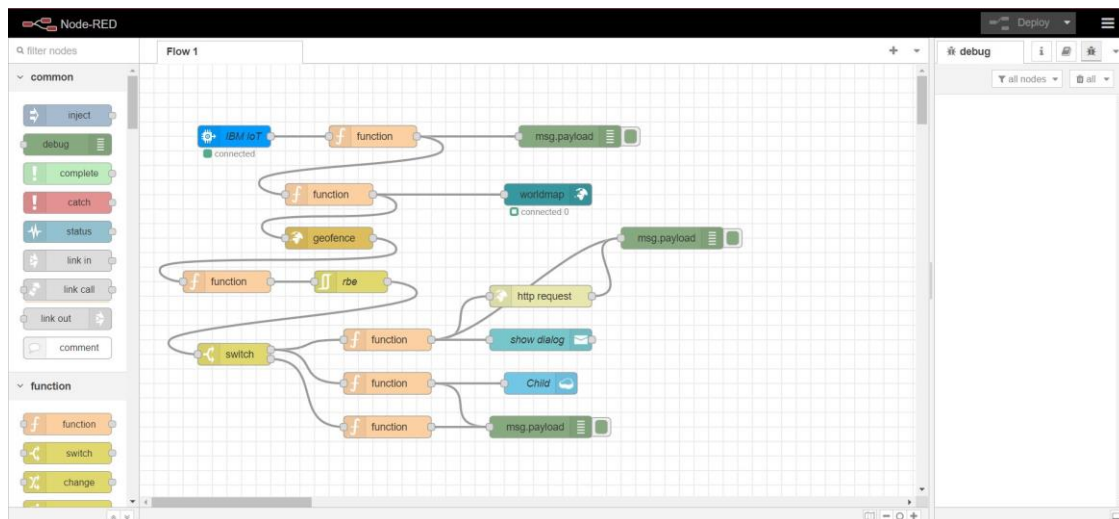 Node-RED
Deploy
filter nodes
Flow 1
debug
i
all nodes
all
common
inject
debug
complete
catch
status
link in
link call
link out
comment
function
function
switch
change
IBM IoT
connected
function
msg.payload
function
worldmap
connected 0
geofence
msg.payload
function
rbe
http request
switch
function
show dialog
function
Child
function
msg.payload